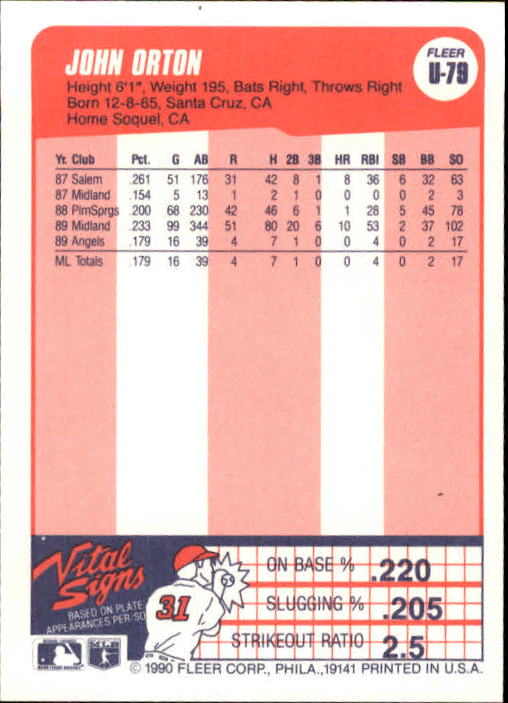 JOHN ORTON
FLEER
U-79
Height 6'1", Weight 195, Bats Right, Throws Right
Born 12-8-65, Santa Cruz, CA
Home Soquel, CA
Yr. Club Pct. G AB R H 2B 3B HR RBI SB BB SO
87 Salem .261 51 176 31 42 8 1 8 36 6 32 63
87 Midland .154 5 13 1 2 1 0 0 0 0 2 3
88 PlmSprgs .200 68 230 42 46 6 1 1 28 5 45 78
89 Midland .233 99 344 51 80 20 6 10 53 2 37 102
89 Angels .179 16 39 4 7 1 0 0 4 0 2 17
ML Totals .179 16 39 4 7 1 0 0 4 0 2 17
Vital Signs
BASED ON PLATE
APPEARANCES PER/SO
31
ON BASE % .220
SLUGGING % .205
STRIKEOUT RATIO 2.5
© 1990 FLEER CORP., PHILA., 19141 PRINTED IN U.S.A.